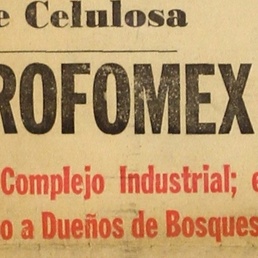 e Celulosa
ROFOMEX
Complejo Industrial; e
o a Dueños de Bosques